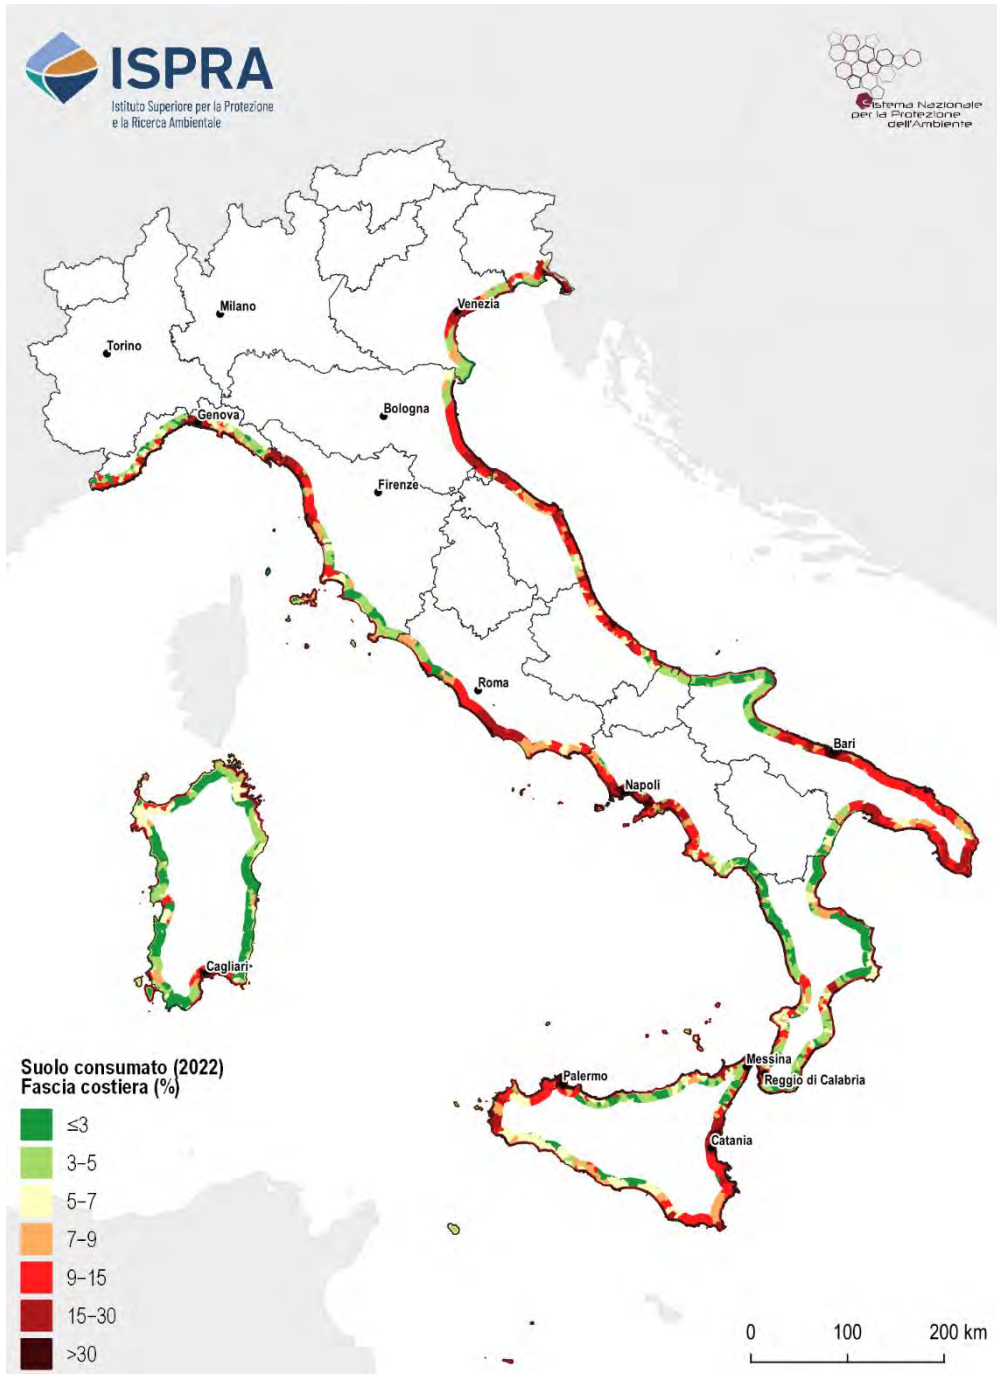 ISPRA
Istituto Superiore per la Protezione
e la Ricerca Ambientale
Sistema Nazionale
per la Protezione
dell'Ambiente
Milano
Venezia
Torino
Bologna
Genova
Firenze
Roma
Bari
Napoli
Cagliari
Messina
Palermo
Reggio di Calabria
Catania
Suolo consumato (2022)
Fascia costiera (%)
≤3
3–5
5–7
7–9
9–15
15–30
>30
0 100 200 km